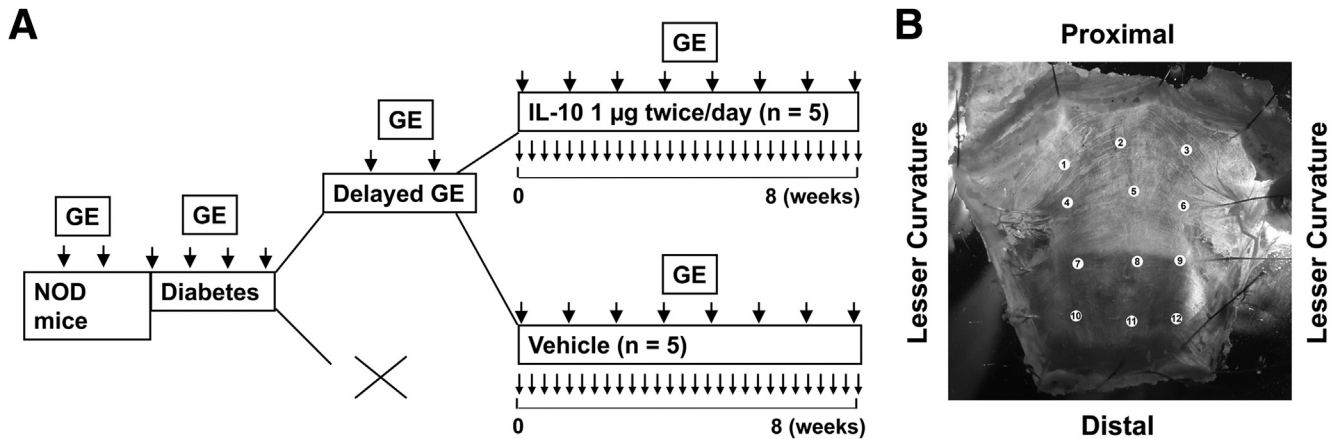 A
GE
IL-10 1 µg twice/day (n = 5)
0
8 (weeks)
GE
Delayed GE
GE
GE
NOD
mice
Diabetes
GE
Vehicle (n = 5)
0
8 (weeks)
B
Proximal
Lesser Curvature
1
2
3
4
5
6
7
8
9
10
11
12
Lesser Curvature
Distal